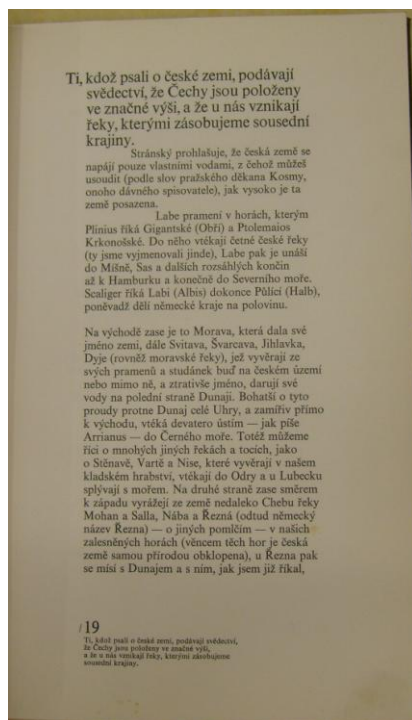 Ti, kdož psali o české zemi, podávají
svědectví, že Čechy jsou položeny
ve značné výši, a že u nás vznikají
řeky, kterými zásobujeme sousední
krajiny.
Stránský prohlašuje, že česká země se
napájí pouze vlastními vodami, z čehož můžeš
usoudit (podle slov pražského děkana Kosmy,
onoho dávného spisovatele), jak vysoko je ta
země posazena.
Labe pramení v horách, kterým
Plinius říká Gigantské (Obří) a Ptolemaios
Krkonošské. Do něho vtékají četné české řeky
(ty jsme vyjmenovali jinde), Labe pak je unáší
do Míšně, Sas a dalších rozsáhlých končin
až k Hamburku a konečně do Severního moře.
Scaliger říká Labi (Albis) dokonce Půlící (Halb),
poněvadž dělí německé kraje na polovinu.
Na východě zase je to Morava, která dala své
jméno zemi, dále Svitava, Švarcava, Jihlavka,
Dyje (rovněž moravské řeky), jež vyvěrají ze
svých pramenů a studánek buď na českém území
nebo mimo ně, a ztrativše jméno, darují své
vody na polední straně Dunaji. Bohatší o tyto
proudy protne Dunaj celé Uhry, a zamířiv přímo
k východu, vtéká devatero ústím — jak píše
Arrianus — do Černého moře. Totéž můžeme
říci o mnohých jiných řekách a tocích, jako
o Stěnavě, Vartě a Nise, které vyvěrají v našem
kladském hrabství, vtékají do Odry a u Lubecku
splývají s mořem. Na druhé straně zase směrem
k západu vyrážejí ze země nedaleko Chebu řeky
Mohan a Salla, Nába a Řezná (odtud německý
název Řezna) — o jiných pomlčím — v našich
zalesněných horách (věncem těch hor je česká
země samou přírodou obklopena), u Řezna pak
se mísí s Dunajem a s ním, jak jsem již říkal,
/19
Ti, kdož psali o české zemi, podávají svědectví,
že Čechy jsou položeny ve značné výši,
a že u nás vznikají řeky, kterými zásobujeme
sousední krajiny.